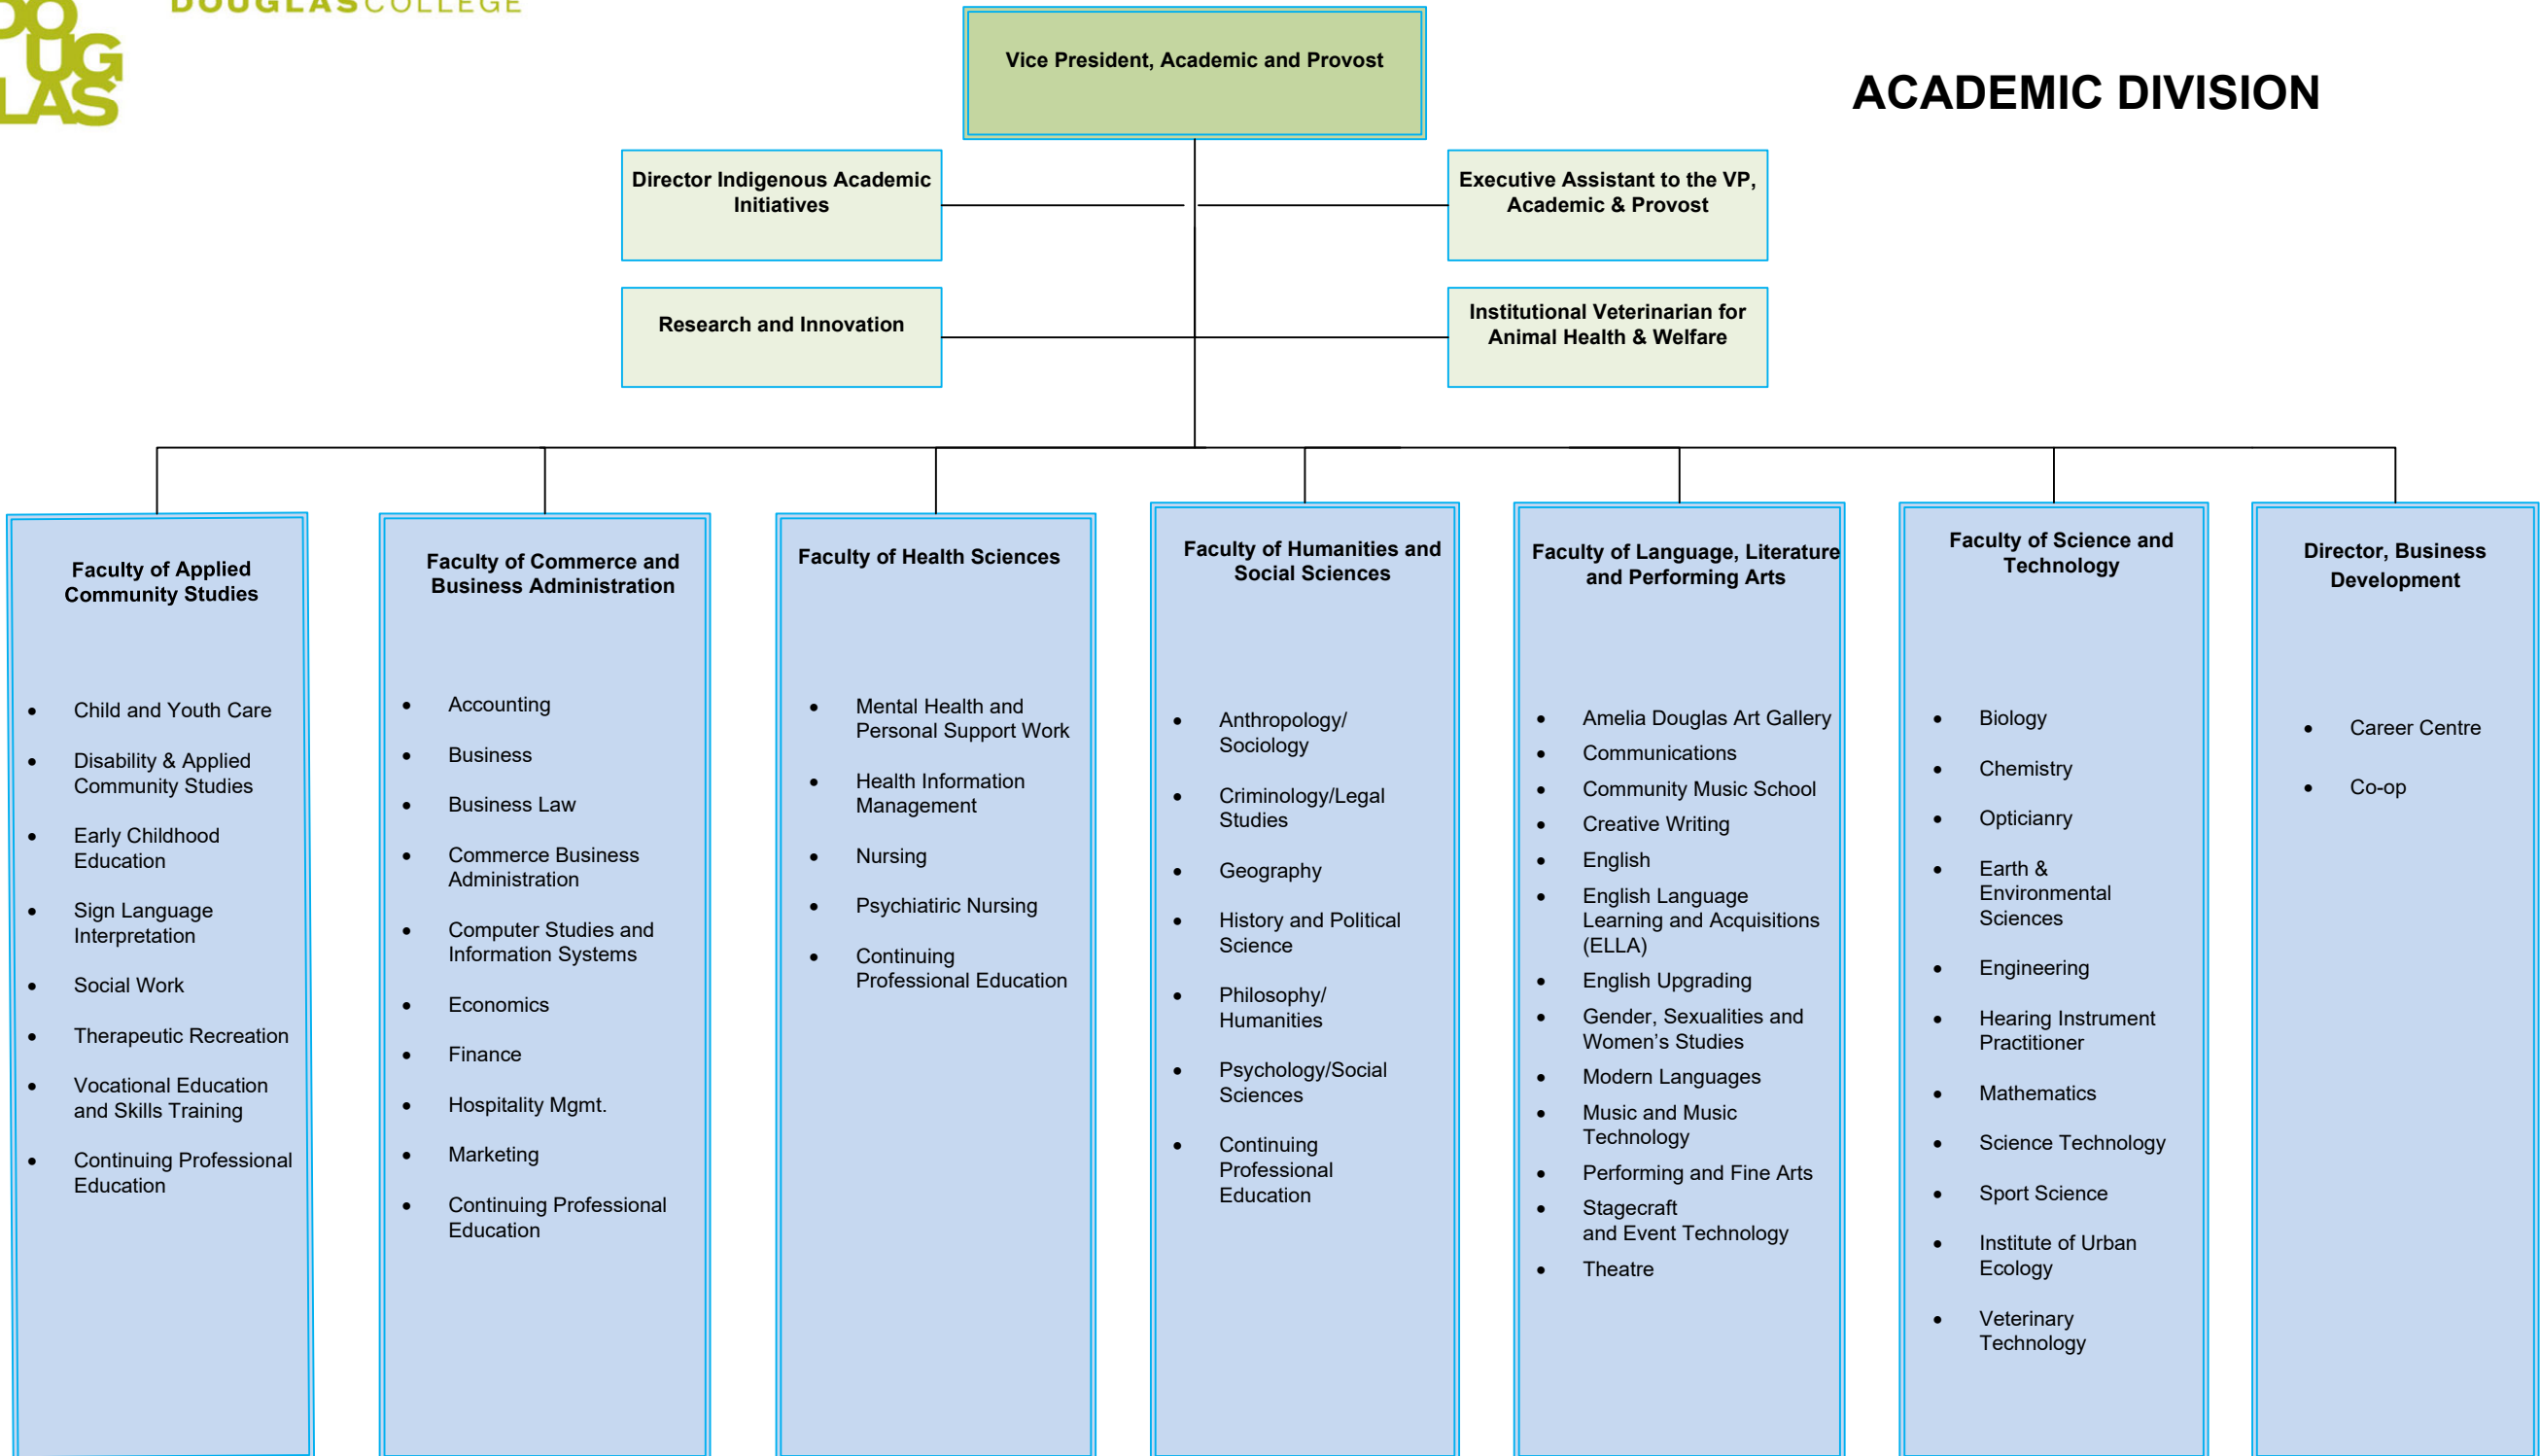 DO
UG
LAS
DOUGLASCOLLEGE
ACADEMIC DIVISION
Vice President, Academic and Provost
Director Indigenous Academic
Initiatives
Executive Assistant to the VP,
Academic & Provost
Research and Innovation
Institutional Veterinarian for
Animal Health & Welfare
Faculty of Applied
Community Studies
• Child and Youth Care
• Disability & Applied
Community Studies
• Early Childhood
Education
• Sign Language
Interpretation
• Social Work
• Therapeutic Recreation
• Vocational Education
and Skills Training
• Continuing Professional
Education
Faculty of Commerce and
Business Administration
• Accounting
• Business
• Business Law
• Commerce Business
Administration
• Computer Studies and
Information Systems
• Economics
• Finance
• Hospitality Mgmt.
• Marketing
• Continuing Professional
Education
Faculty of Health Sciences
• Mental Health and
Personal Support Work
• Health Information
Management
• Nursing
• Psychiatiric Nursing
• Continuing
Professional Education
Faculty of Humanities and
Social Sciences
• Anthropology/
Sociology
• Criminology/Legal
Studies
• Geography
• History and Political
Science
• Philosophy/
Humanities
• Psychology/Social
Sciences
• Continuing
Professional
Education
Faculty of Language, Literature
and Performing Arts
• Amelia Douglas Art Gallery
• Communications
• Community Music School
• Creative Writing
• English
• English Language
Learning and Acquisitions
(ELLA)
• English Upgrading
• Gender, Sexualities and
Women’s Studies
• Modern Languages
• Music and Music
Technology
• Performing and Fine Arts
• Stagecraft
and Event Technology
• Theatre
Faculty of Science and
Technology
• Biology
• Chemistry
• Opticianry
• Earth &
Environmental
Sciences
• Engineering
• Hearing Instrument
Practitioner
• Mathematics
• Science Technology
• Sport Science
• Institute of Urban
Ecology
• Veterinary
Technology
Director, Business
Development
• Career Centre
• Co-op